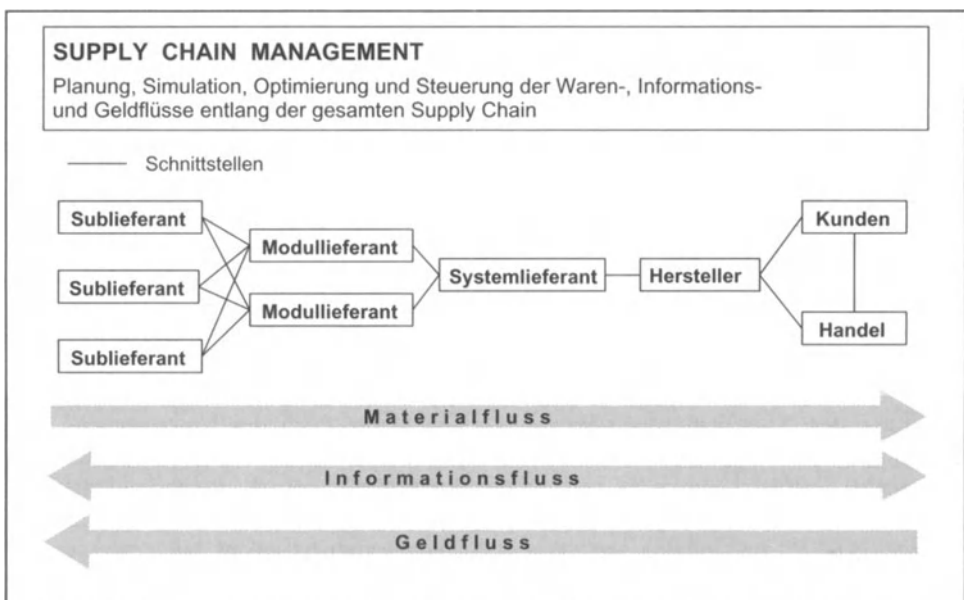 SUPPLY CHAIN MANAGEMENT
Planung, Simulation, Optimierung und Steuerung der Waren-, Informations-
und Geldflüsse entlang der gesamten Supply Chain
Schnittstellen
Sublieferant
Sublieferant
Sublieferant
Modullieferant
Modullieferant
Systemlieferant
Hersteller
Kunden
Handel
Materialfluss
Informationsfluss
Geldfluss